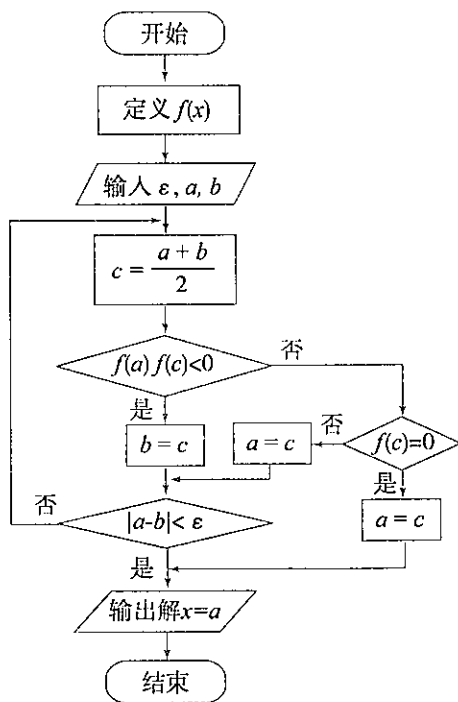 开始
定义 f(x)
输入 ε, a, b
c = \frac{a + b}{2}
f(a) f(c)<0
否
是
b = c
a = c
否
f(c)=0
是
a = c
否
|a-b|< ε
是
输出解x=a
结束